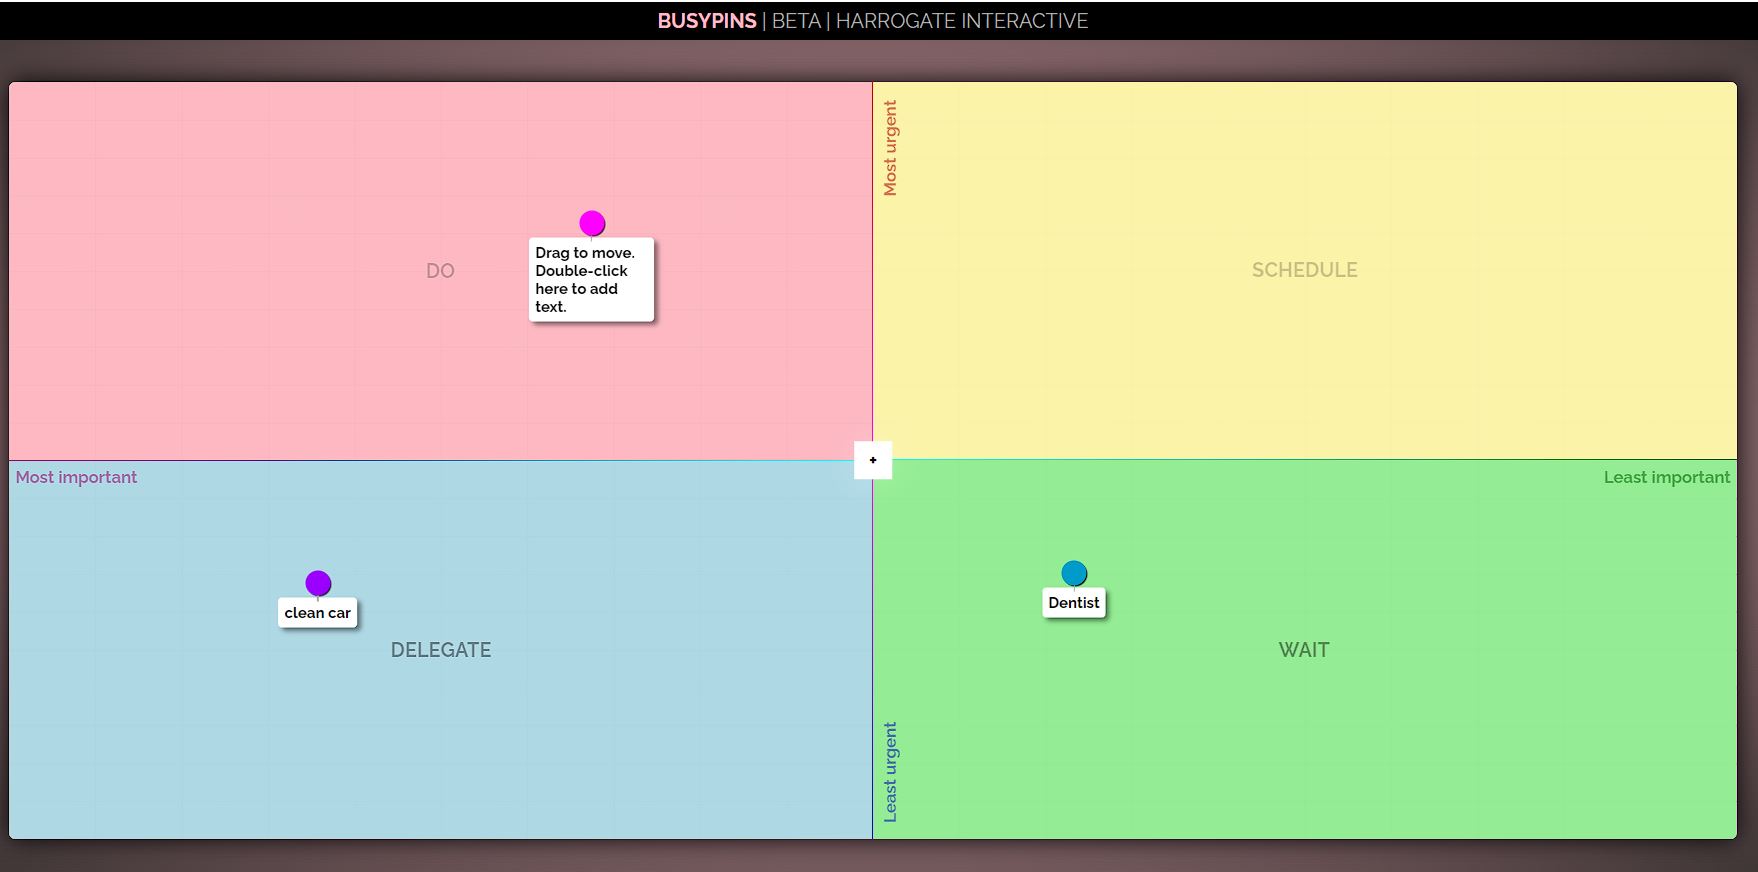 BUSYPINS | BETA | HARROGATE INTERACTIVE
Most urgent
DO
Drag to move.
Double-click
here to add
text.
SCHEDULE
+
Most important
Least important
clean car
Dentist
DELEGATE
WAIT
Least urgent